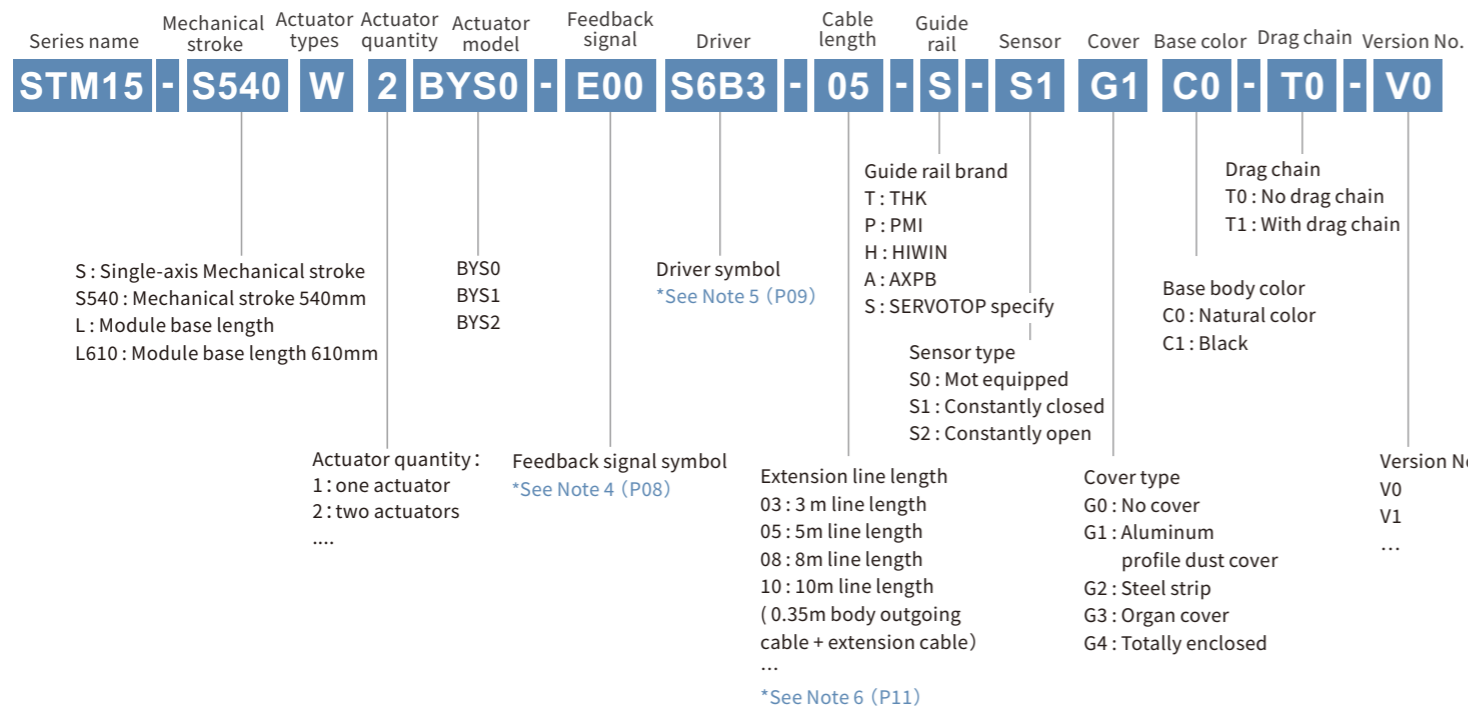 Series name
Mechanical
stroke
Actuator
types
Actuator
quantity
Actuator
model
Feedback
signal
Driver
Cable
length
Guide
rail
Sensor
Cover
Base color
Drag chain
Version No.
STM15 - S540 W 2 BYS0 - E00 S6B3 - 05 - S - S1 G1 C0 - T0 - V0
S : Single-axis Mechanical stroke
S540 : Mechanical stroke 540mm
L : Module base length
L610 : Module base length 610mm
BYS0
BYS1
BYS2
Driver symbol
*See Note 5 (P09)
Guide rail brand
T : THK
P : PMI
H : HIWIN
A : AXPB
S : SERVOTOP specify
Drag chain
T0 : No drag chain
T1 : With drag chain
Base body color
C0 : Natural color
C1 : Black
Sensor type
S0 : Mot equipped
S1 : Constantly closed
S2 : Constantly open
Actuator quantity：
1：one actuator
2：two actuators
....
Feedback signal symbol
*See Note 4 (P08)
Extension line length
03 : 3 m line length
05 : 5m line length
08 : 8m line length
10 : 10m line length
( 0.35m body outgoing
cable + extension cable)
...
*See Note 6 (P11)
Cover type
G0 : No cover
G1 : Aluminum
profile dust cover
G2 : Steel strip
G3 : Organ cover
G4 : Totally enclosed
Version No
V0
V1
...